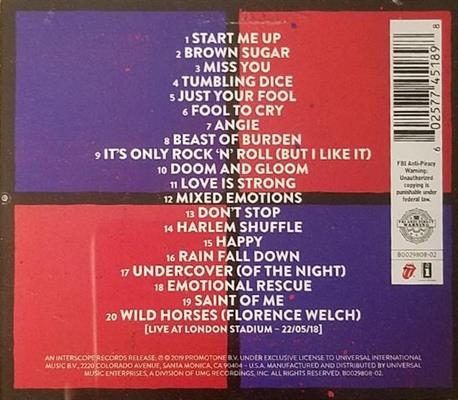 1 START ME UP
2 BROWN SUGAR
3 MISS YOU
4 TUMBLING DICE
5 JUST YOUR FOOL
6 FOOL TO CRY
7 ANGIE
8 BEAST OF BURDEN
9 IT'S ONLY ROCK 'N' ROLL (BUT I LIKE IT)
10 DOOM AND GLOOM
11 LOVE IS STRONG
12 MIXED EMOTIONS
13 DON'T STOP
14 HARLEM SHUFFLE
15 HAPPY
16 RAIN FALL DOWN
17 UNDERCOVER (OF THE NIGHT)
18 EMOTIONAL RESCUE
19 SAINT OF ME
20 WILD HORSES (FLORENCE WELCH)
[LIVE AT LONDON STADIUM – 22/05/18]
6 02577 45189 8
FBI Anti-Piracy
Warning:
Unauthorized
copying is
punishable under
federal law.
FBI ANTI-PIRACY
WARNING
B0029808-02
AN INTERSCOPE RECORDS RELEASE; ℗ © 2019 PROMOTONE B.V. UNDER EXCLUSIVE LICENSE TO UNIVERSAL INTERNATIONAL
MUSIC B.V., 2220 COLORADO AVENUE, SANTA MONICA, CA 90404 – U.S.A. MANUFACTURED AND DISTRIBUTED BY UNIVERSAL
MUSIC ENTERPRISES, A DIVISION OF UMG RECORDINGS, INC. ALL RIGHTS RESERVED. B0029808-02.